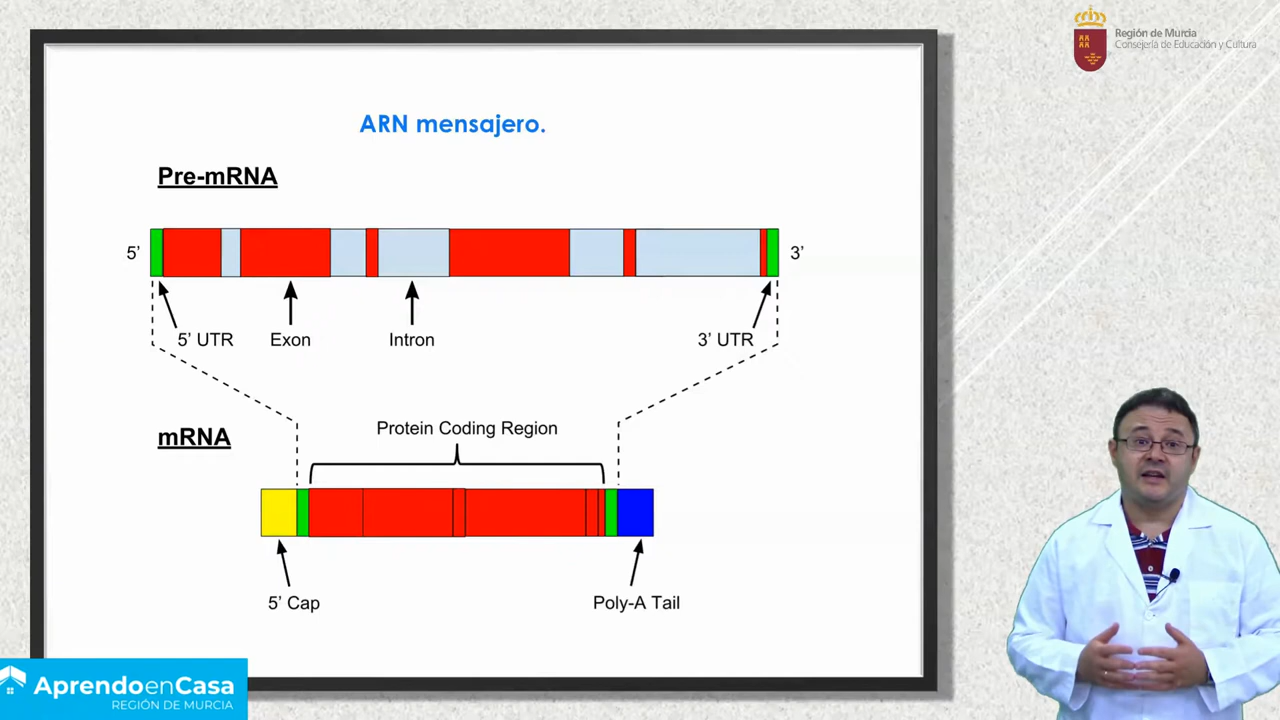 Región de Murcia
Consejería de Educación y Cultura
ARN mensajero.
Pre-mRNA
5’
3’
5’ UTR
Exon
Intron
3’ UTR
mRNA
Protein Coding Region
5’ Cap
Poly-A Tail
AprendoenCasa
REGIÓN DE MURCIA